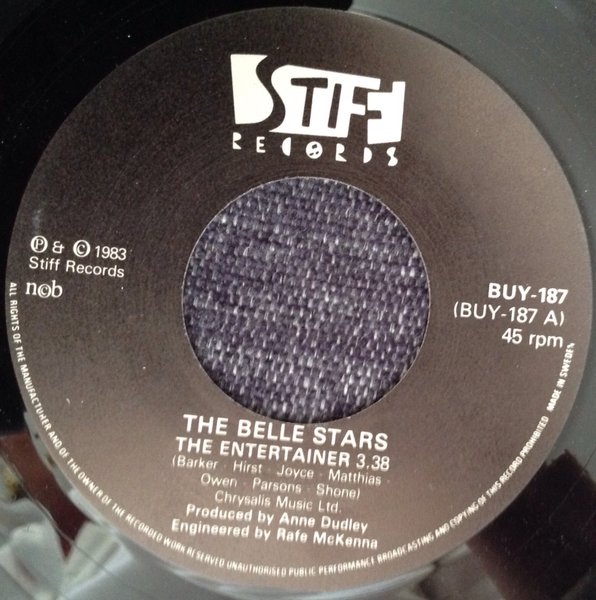 STIFF
RECORDS
℗ & © 1983
Stiff Records
n©b
BUY-187
(BUY-187 A)
45 rpm
THE BELLE STARS
THE ENTERTAINER 3.38
(Barker · Hirst · Joyce · Matthias ·
Owen · Parsons · Shone)
Chrysalis Music Ltd.
Produced by Anne Dudley
Engineered by Rafe McKenna
ALL RIGHTS OF THE MANUFACTURER AND OF THE OWNER OF THE RECORDED WORK RESERVED UNAUTHORISED PUBLIC PERFORMANCE BROADCASTING AND COPYING OF THIS RECORD PROHIBITED MADE IN SWEDEN